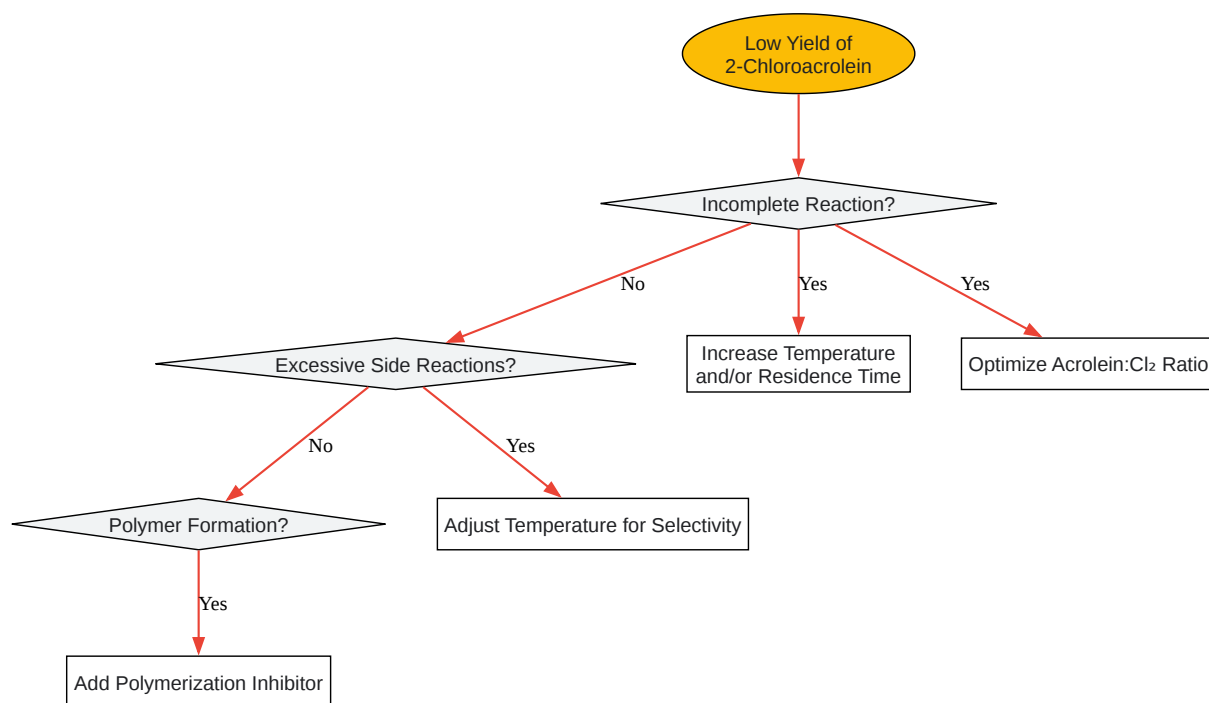 Low Yield of
2-Chloroacrolein
Incomplete Reaction?
No
Yes
Yes
Excessive Side Reactions?
Increase Temperature
and/or Residence Time
Optimize Acrolein:Cl₂ Ratio
No
Yes
Polymer Formation?
Adjust Temperature for Selectivity
Yes
Add Polymerization Inhibitor